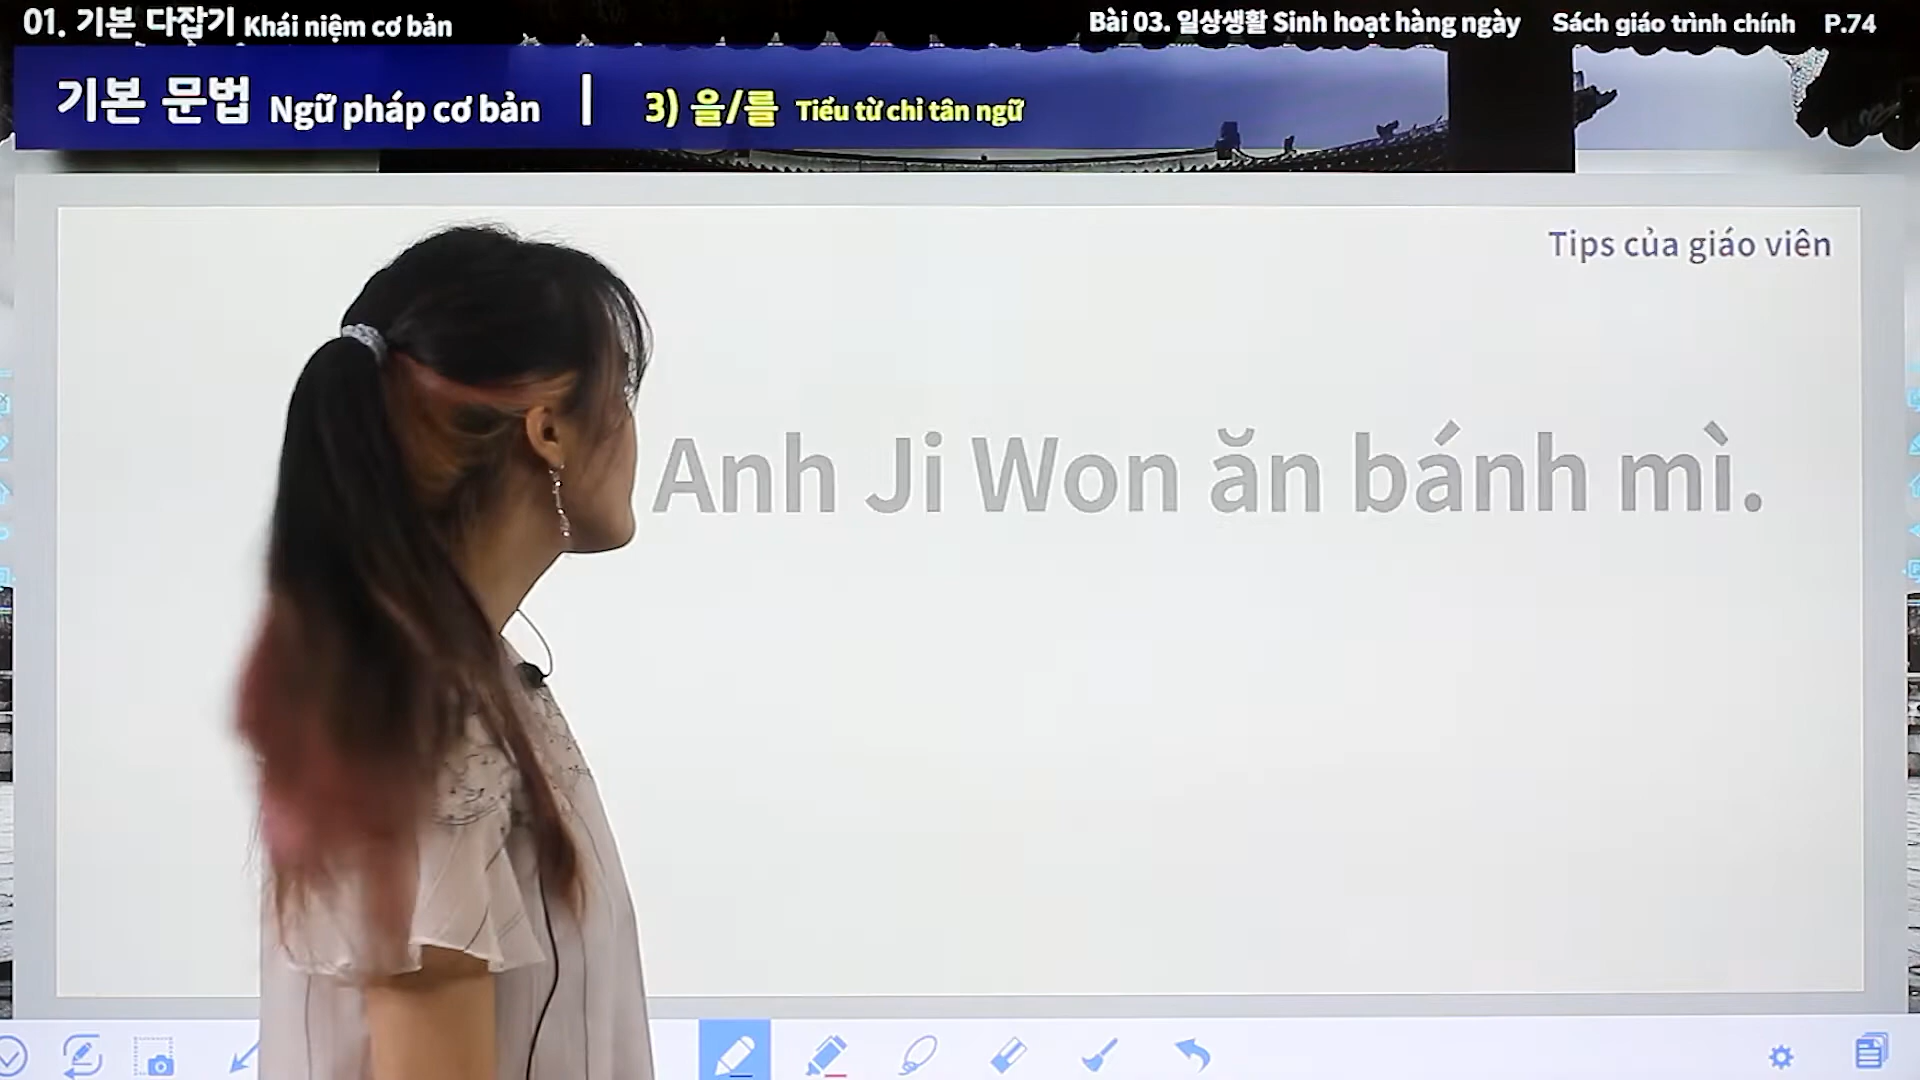 01. 기본 다잡기 Khái niệm cơ bản
Bài 03. 일상생활 Sinh hoạt hàng ngày Sách giáo trình chính P.74
기본 문법 Ngữ pháp cơ bản | 3) 을/를 Tiểu từ chỉ tân ngữ
Tips của giáo viên
Anh Ji Won ăn bánh mì.